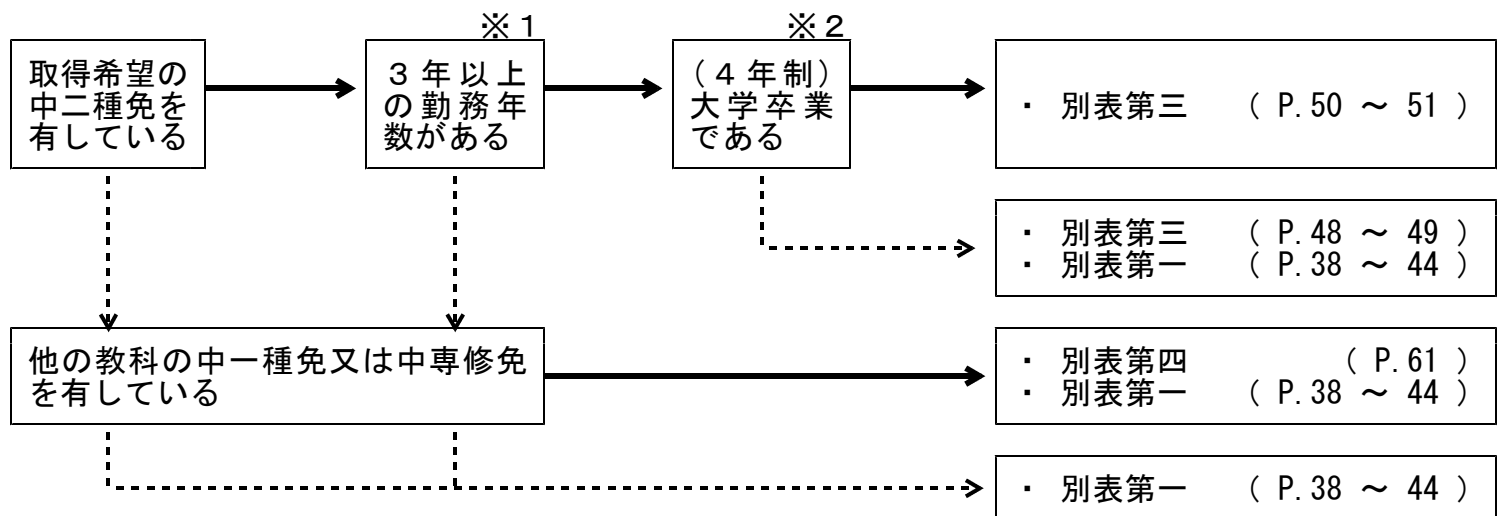 ※１
※２
取得希望の
中二種免を
有している
３年以上
の勤務年
数がある
（４年制）
大学卒業
である
・ 別表第三 （ P.50 ～ 51 ）
・ 別表第三 （ P.48 ～ 49 ）
・ 別表第一 （ P.38 ～ 44 ）
他の教科の中一種免又は中専修免
を有している
・ 別表第四 （ P.61 ）
・ 別表第一 （ P.38 ～ 44 ）
・ 別表第一 （ P.38 ～ 44 ）